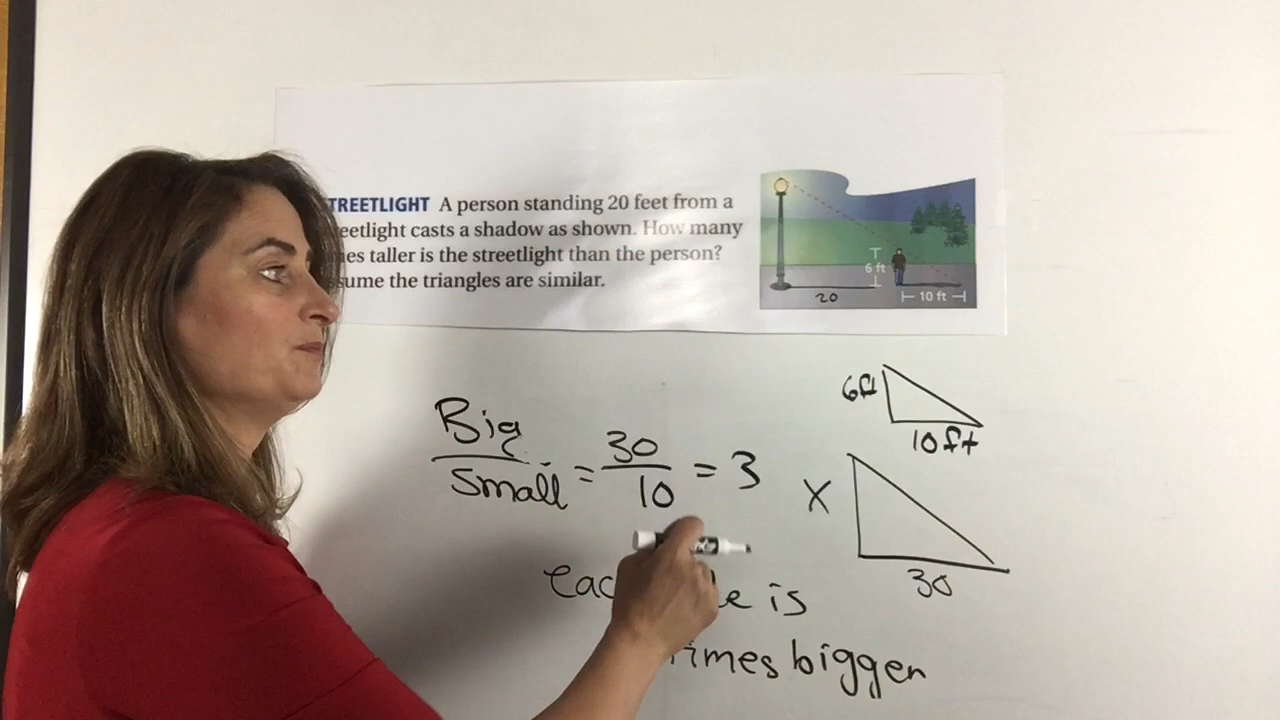 TREETLIGHT A person standing 20 feet from a
eetlight casts a shadow as shown. How many
es taller is the streetlight than the person?
sume the triangles are similar.
6 ft
20
10 ft
6ft
10ft
Big
small
=
30
10
= 3
X
30
is
times bigger